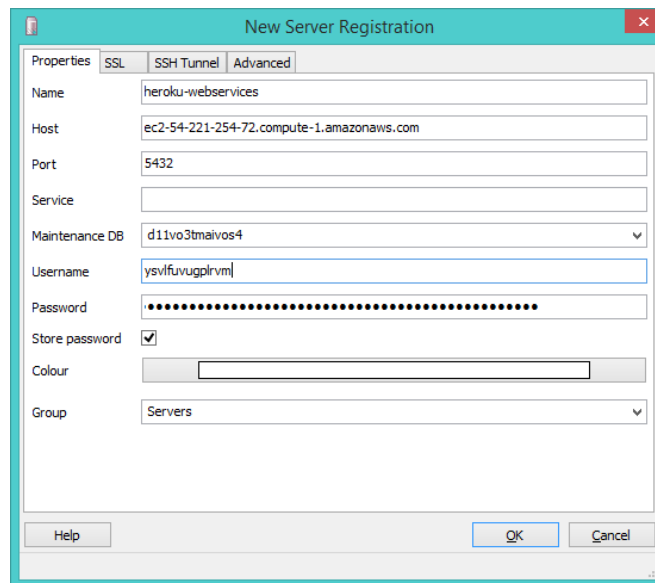 New Server Registration
Properties SSL SSH Tunnel Advanced
Name heroku-webservices
Host ec2-54-221-254-72.compute-1.amazonaws.com
Port 5432
Service
Maintenance DB d11vo3tmaivos4
Username ysvlfuvugplrvm
Password
Store password
Colour
Group Servers
Help OK Cancel